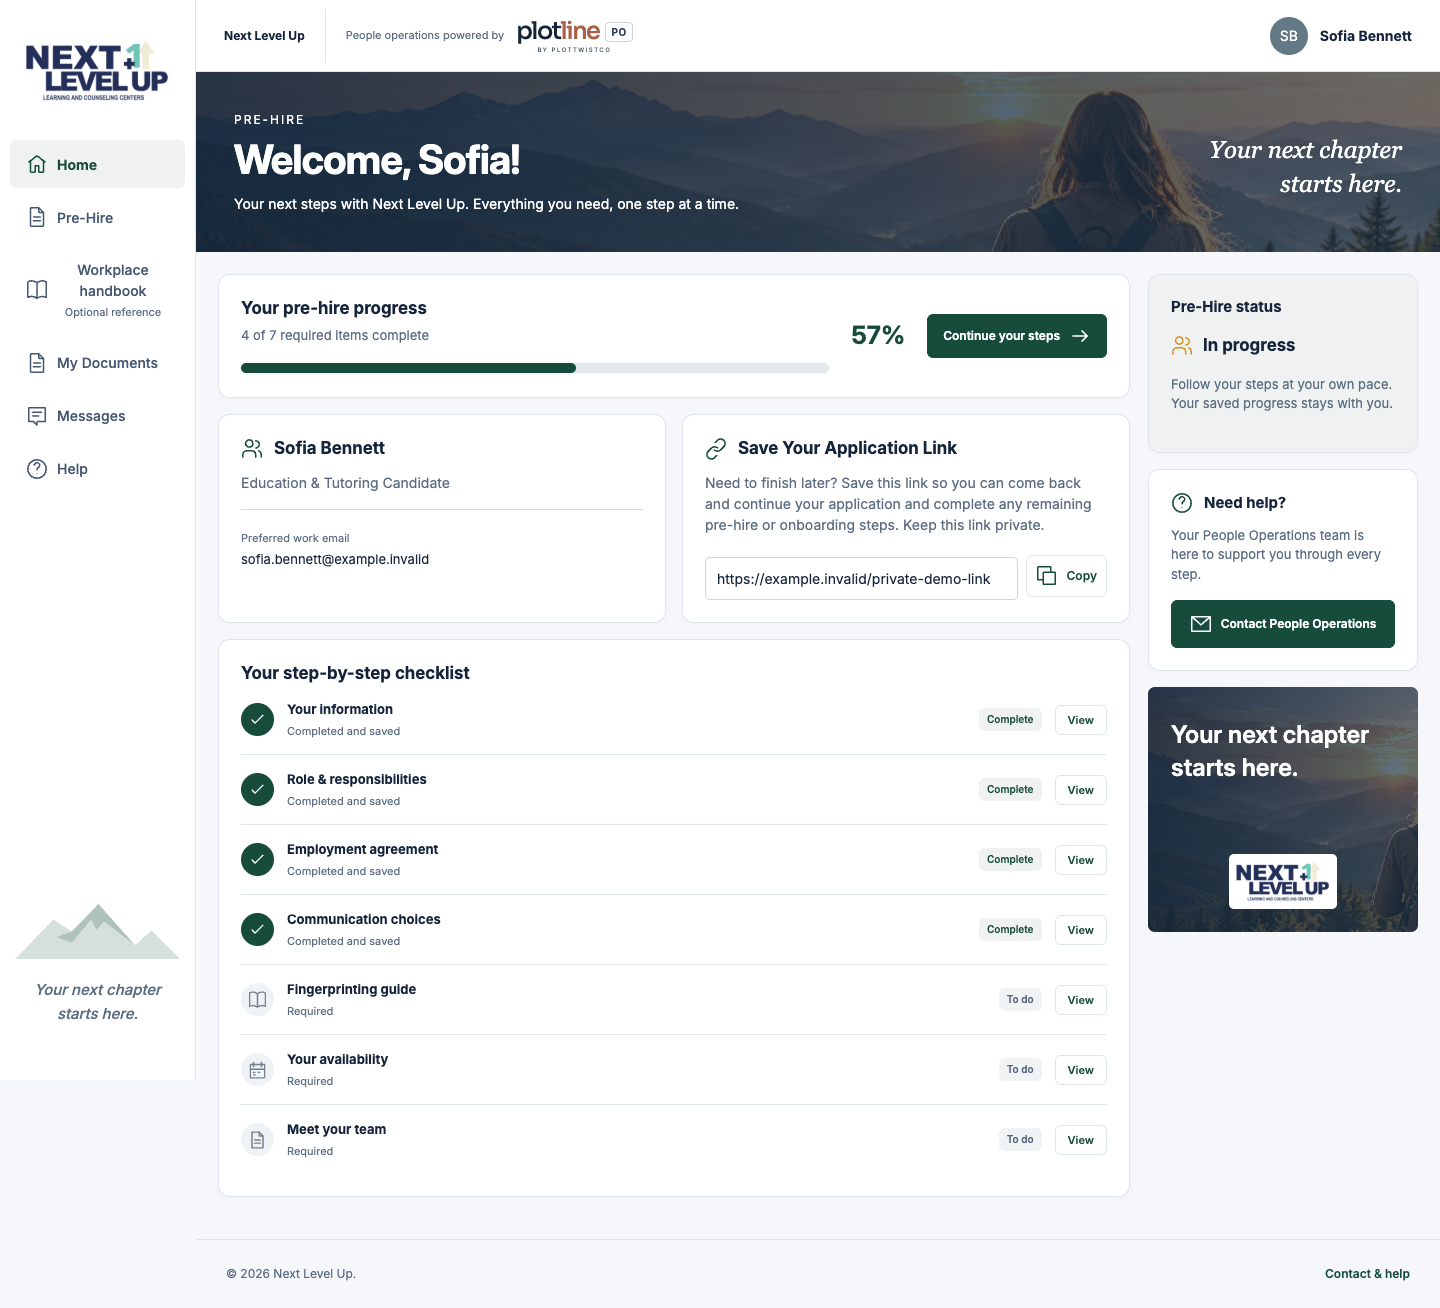 NEXT
LEVEL UP
LEARNING AND COUNSELING CENTERS
Home
Pre-Hire
Workplace
handbook
Optional reference
My Documents
Messages
Help
Your next chapter
starts here.
Next Level Up
People operations powered by
plotline
PO
BY PLOTTWISTCO
SB
Sofia Bennett
PRE-HIRE
Welcome, Sofia!
Your next steps with Next Level Up. Everything you need, one step at a time.
Your next chapter
starts here.
Your pre-hire progress
4 of 7 required items complete
57%
Continue your steps
Sofia Bennett
Education & Tutoring Candidate
Preferred work email
sofia.bennett@example.invalid
Save Your Application Link
Need to finish later? Save this link so you can come back
and continue your application and complete any remaining
pre-hire or onboarding steps. Keep this link private.
https://example.invalid/private-demo-link
Copy
Your step-by-step checklist
Your information
Completed and saved
Complete
View
Role & responsibilities
Completed and saved
Complete
View
Employment agreement
Completed and saved
Complete
View
Communication choices
Completed and saved
Complete
View
Fingerprinting guide
Required
To do
View
Your availability
Required
To do
View
Meet your team
Required
To do
View
Pre-Hire status
In progress
Follow your steps at your own pace.
Your saved progress stays with you.
Need help?
Your People Operations team is
here to support you through every
step.
Contact People Operations
Your next chapter
starts here.
NEXT
LEVEL UP
LEARNING AND COUNSELING CENTERS
© 2026 Next Level Up.
Contact & help